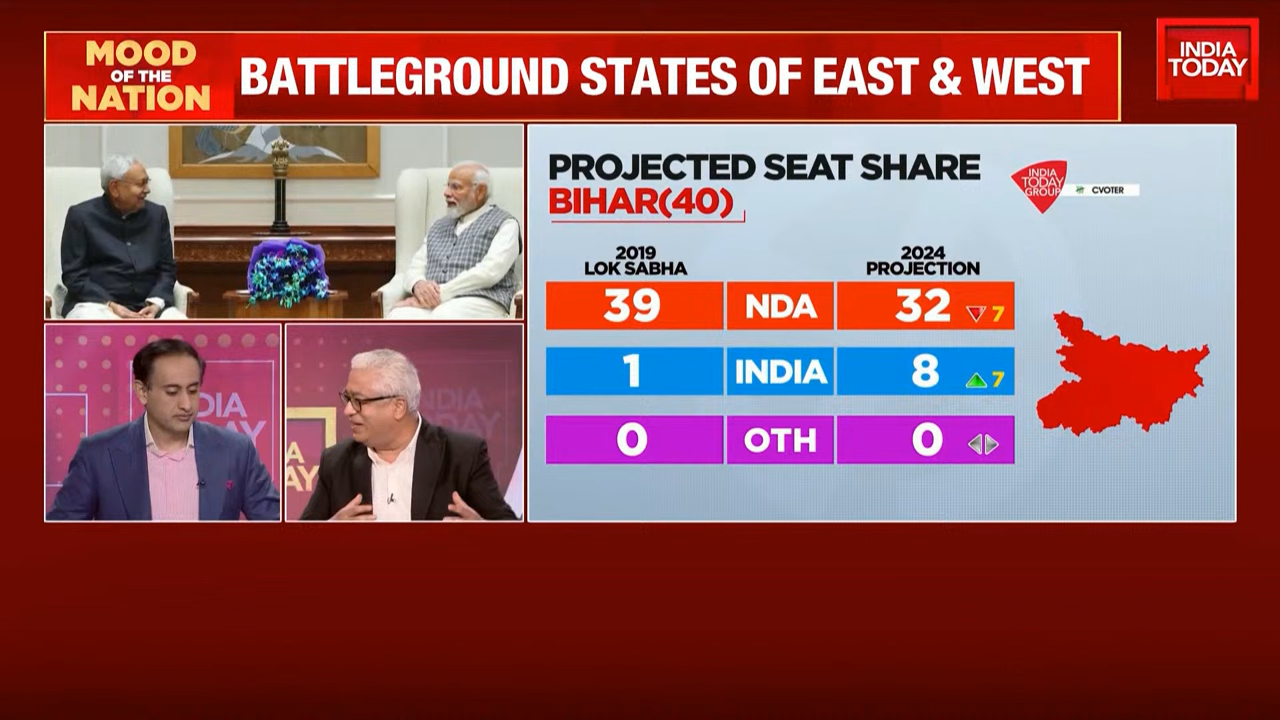 MOOD
OF THE
NATION
BATTLEGROUND STATES OF EAST & WEST
INDIA
TODAY
PROJECTED SEAT SHARE
BIHAR(40)
INDIA
TODAY
GROUP
CVOTER
2019
LOK SABHA
2024
PROJECTION
39 NDA 32 7
1 INDIA 8 7
0 OTH 0